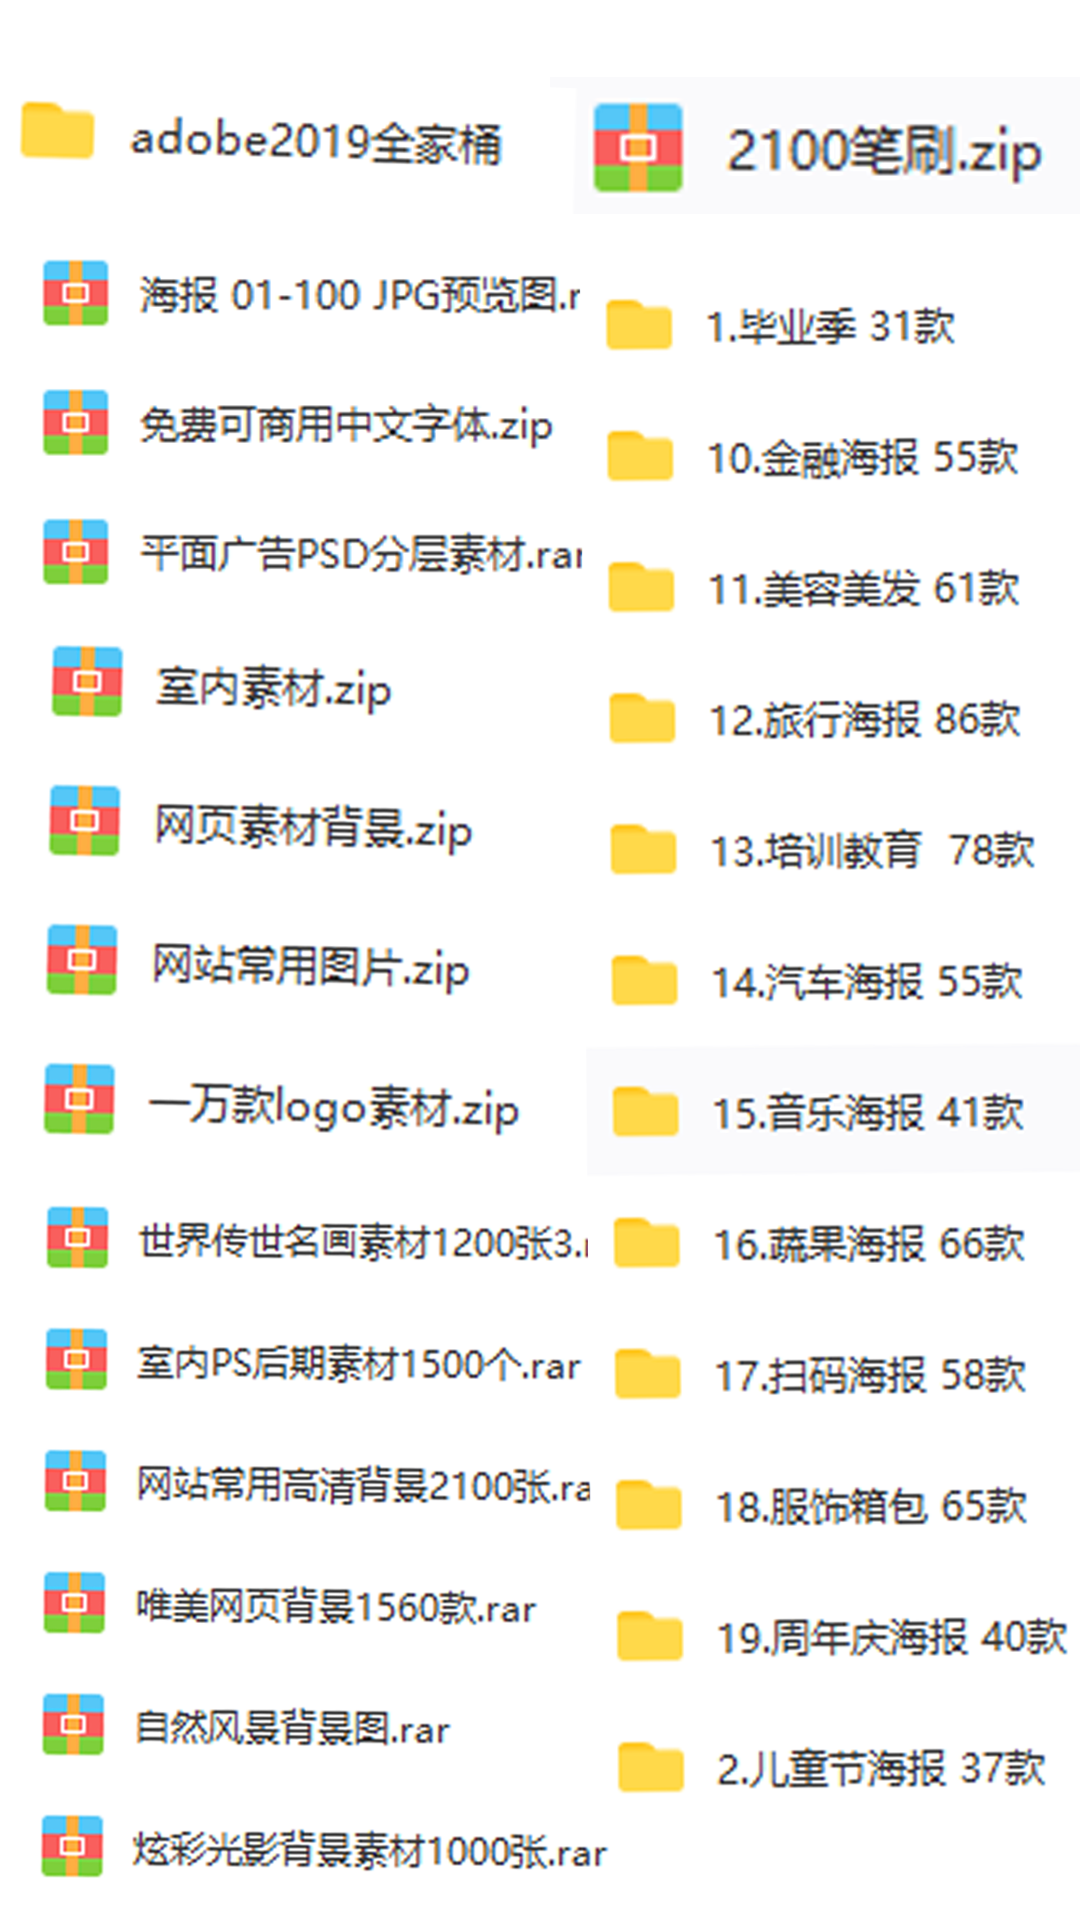 adobe2019全家桶
海报 01-100 JPG预览图.r
免费可商用中文字体.zip
平面广告PSD分层素材.rar
室内素材.zip
网页素材背景.zip
网站常用图片.zip
一万款logo素材.zip
世界传世名画素材1200张3.r
室内PS后期素材1500个.rar
网站常用高清背景2100张.ra
唯美网页背景1560款.rar
自然风景背景图.rar
炫彩光影背景素材1000张.rar
2100笔刷.zip
1.毕业季 31款
10.金融海报 55款
11.美容美发 61款
12.旅行海报 86款
13.培训教育 78款
14.汽车海报 55款
15.音乐海报 41款
16.蔬果海报 66款
17.扫码海报 58款
18.服饰箱包 65款
19.周年庆海报 40款
2.儿童节海报 37款